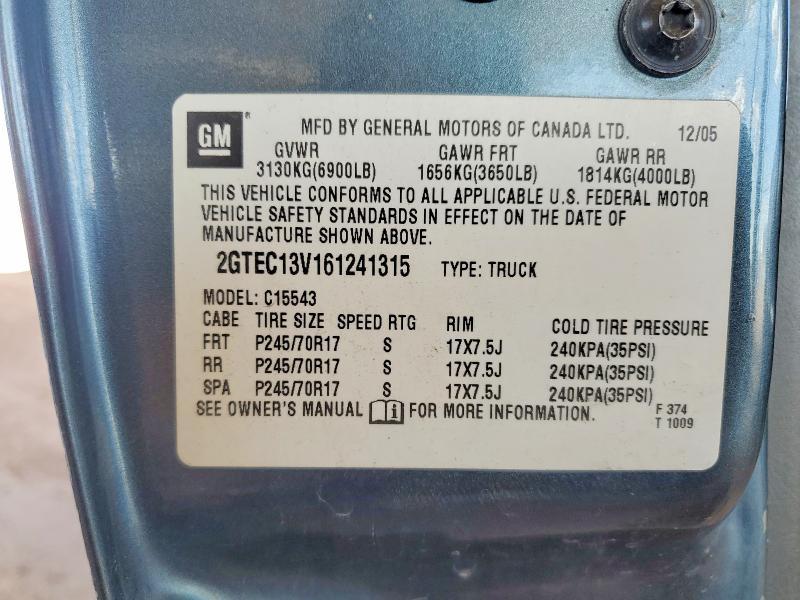 GM ® MFD BY GENERAL MOTORS OF CANADA LTD. 12/05
GVWR GAWR FRT GAWR RR
3130KG(6900LB) 1656KG(3650LB) 1814KG(4000LB)
THIS VEHICLE CONFORMS TO ALL APPLICABLE U.S. FEDERAL MOTOR
VEHICLE SAFETY STANDARDS IN EFFECT ON THE DATE OF
MANUFACTURE SHOWN ABOVE.
2GTEC13V161241315 TYPE: TRUCK
MODEL: C15543
CABE TIRE SIZE SPEED RTG RIM COLD TIRE PRESSURE
FRT P245/70R17 S 17X7.5J 240KPA(35PSI)
RR P245/70R17 S 17X7.5J 240KPA(35PSI)
SPA P245/70R17 S 17X7.5J 240KPA(35PSI)
SEE OWNER'S MANUAL i FOR MORE INFORMATION.
F 374
T 1009